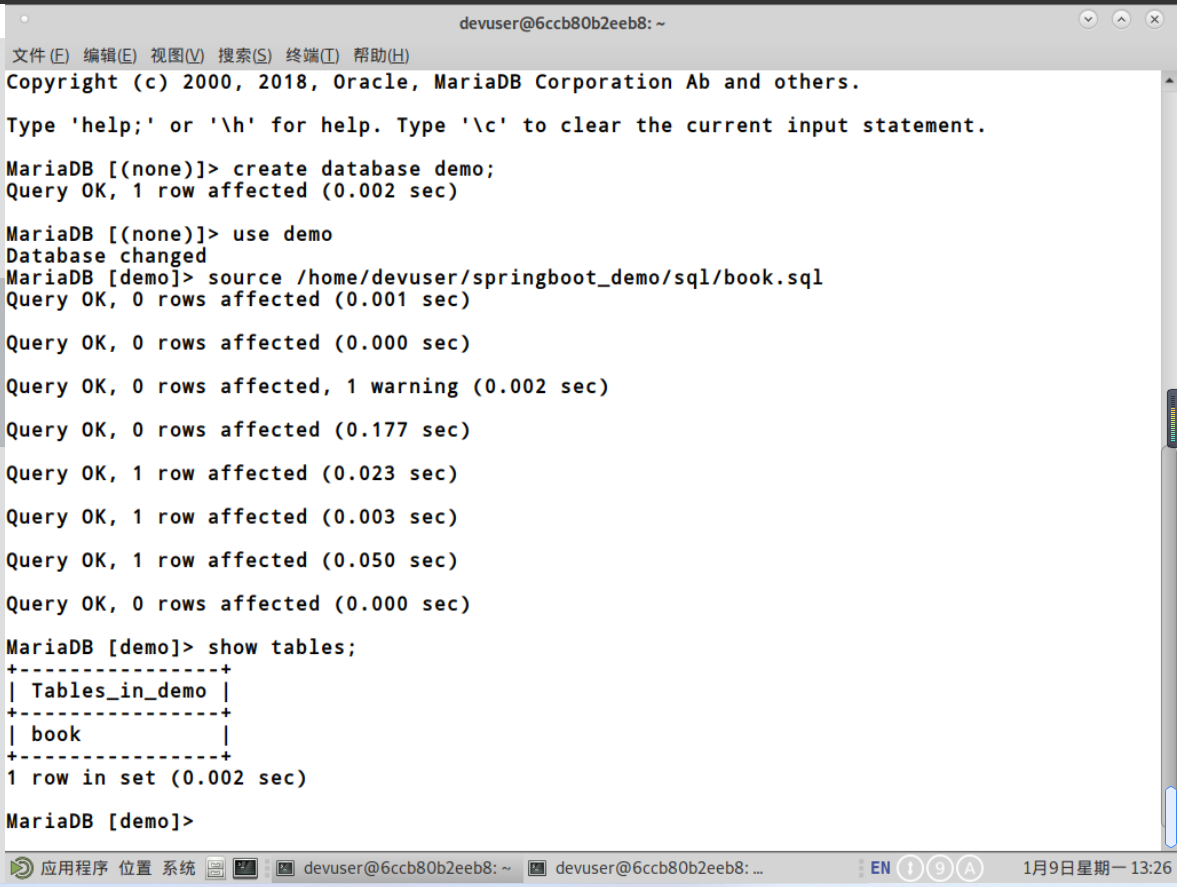 devuser@6ccb80b2eeb8: ~
文件(F) 编辑(E) 视图(V) 搜索(S) 终端(T) 帮助(H)
Copyright (c) 2000, 2018, Oracle, MariaDB Corporation Ab and others.
Type 'help;' or '\h' for help. Type '\c' to clear the current input statement.
MariaDB [(none)]> create database demo;
Query OK, 1 row affected (0.002 sec)
MariaDB [(none)]> use demo
Database changed
MariaDB [demo]> source /home/devuser/springboot_demo/sql/book.sql
Query OK, 0 rows affected (0.001 sec)
Query OK, 0 rows affected (0.000 sec)
Query OK, 0 rows affected, 1 warning (0.002 sec)
Query OK, 0 rows affected (0.177 sec)
Query OK, 1 row affected (0.023 sec)
Query OK, 1 row affected (0.003 sec)
Query OK, 1 row affected (0.050 sec)
Query OK, 0 rows affected (0.000 sec)
MariaDB [demo]> show tables;
+----------------+
| Tables_in_demo |
+----------------+
| book           |
+----------------+
1 row in set (0.002 sec)
MariaDB [demo]>
应用程序 位置 系统 devuser@6ccb80b2eeb8: ~ devuser@6ccb80b2eeb8: ... EN 1 9 A 1月9日星期一 13:26